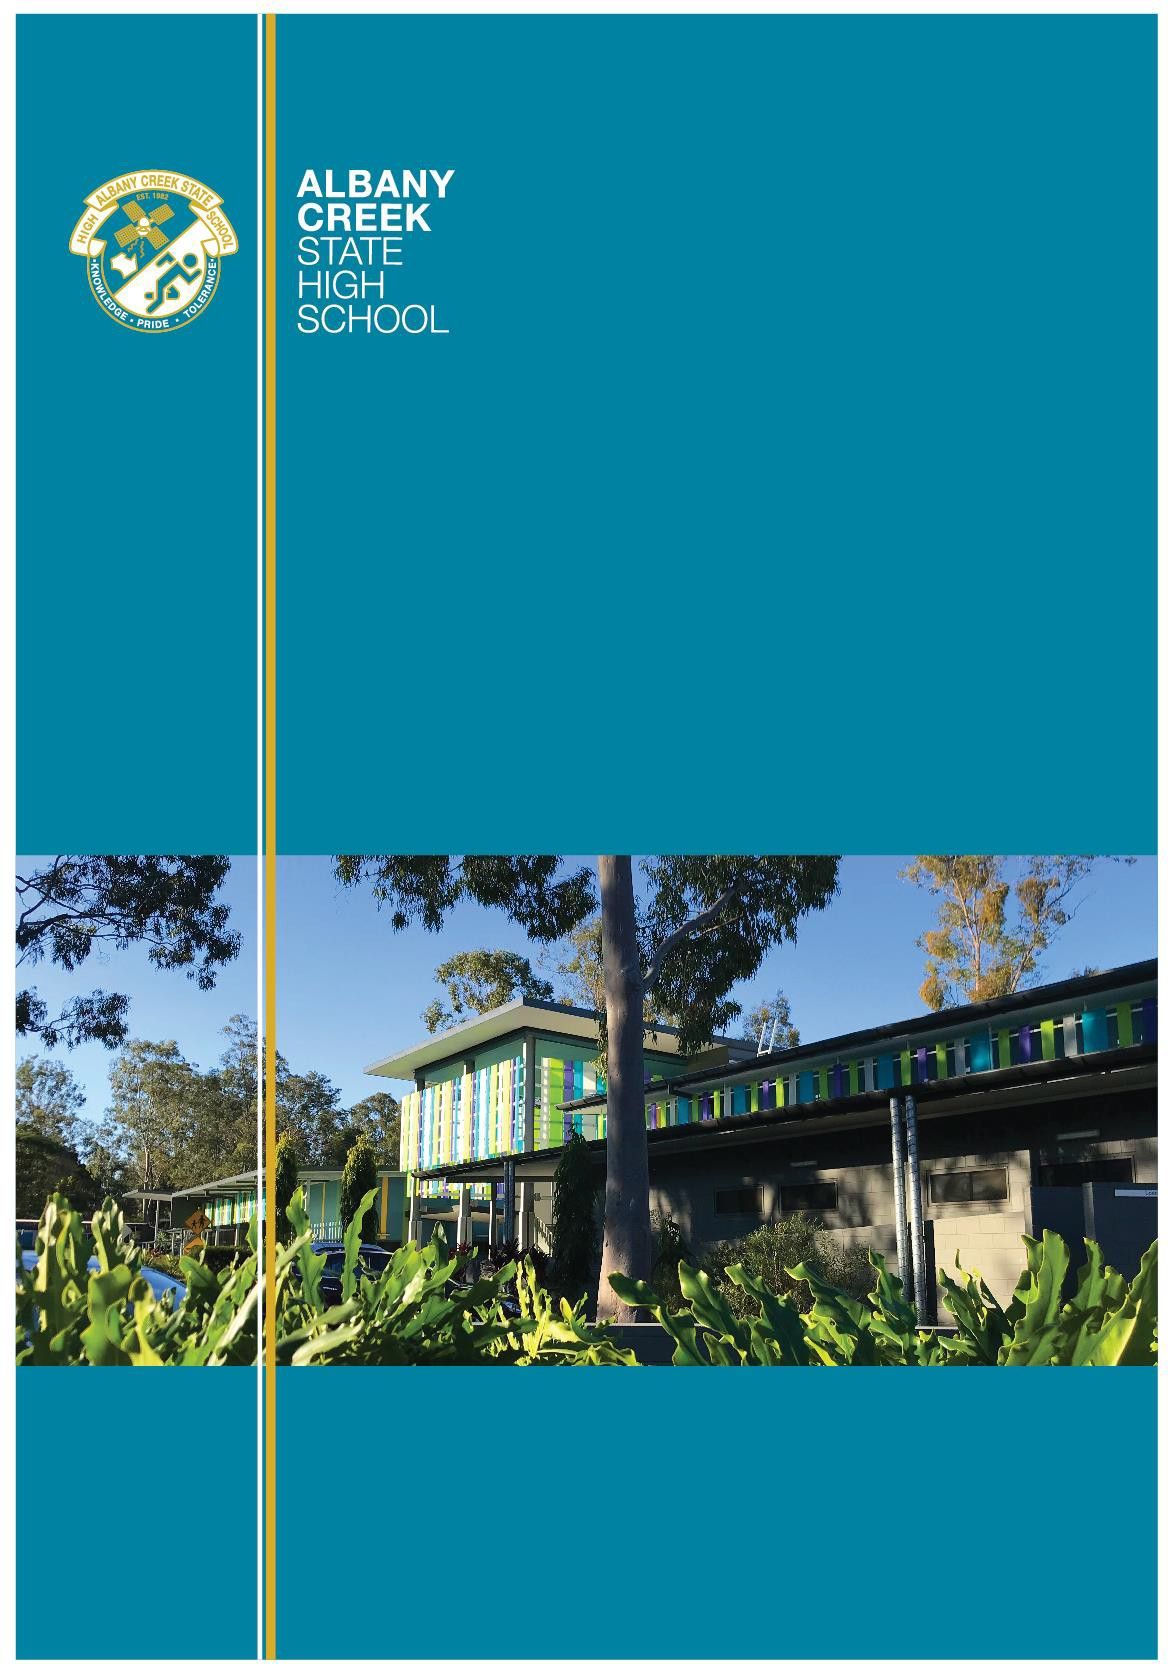 HIGH ALBANY CREEK STATE SCHOOL
EST. 1982
• KNOWLEDGE • PRIDE • TOLERANCE •
ALBANY
CREEK
STATE
HIGH
SCHOOL